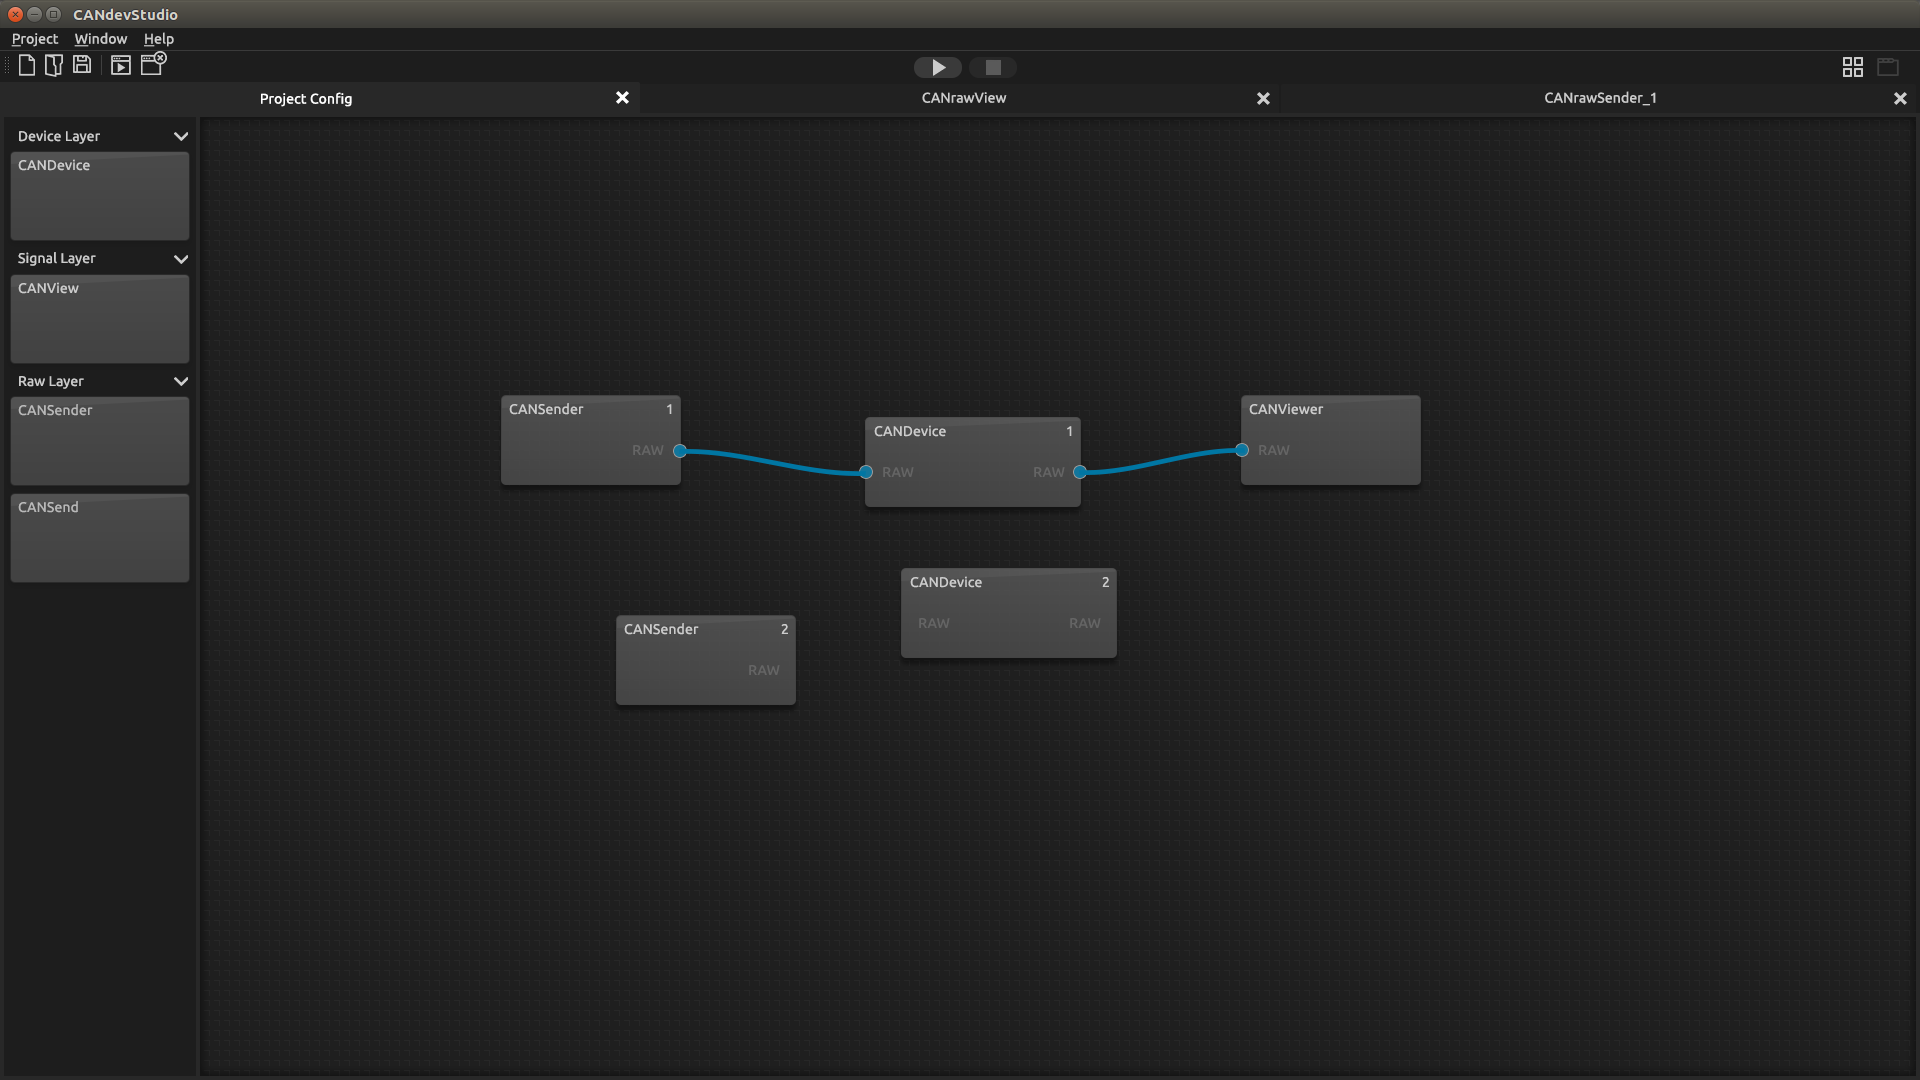 CANdevStudio
Project Window Help
Project Config
CANrawView
CANrawSender_1
Device Layer
CANDevice
Signal Layer
CANView
Raw Layer
CANSender
CANSend
CANSender 1
RAW
CANDevice 1
RAW RAW
CANViewer
RAW
CANDevice 2
RAW RAW
CANSender 2
RAW